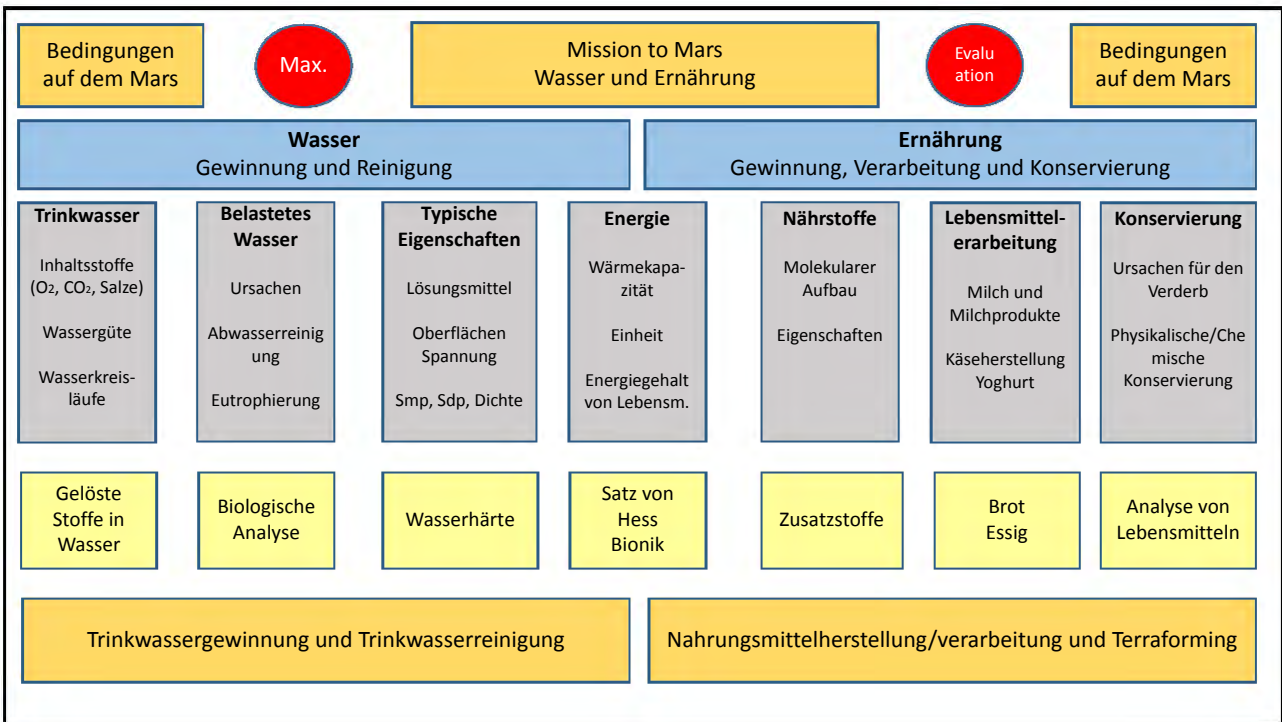 Bedingungen
auf dem Mars
Max.
Mission to Mars
Wasser und Ernährung
Evalu
ation
Bedingungen
auf dem Mars
Wasser
Gewinnung und Reinigung
Ernährung
Gewinnung, Verarbeitung und Konservierung
Trinkwasser
Inhaltsstoffe
(O₂, CO₂, Salze)
Wassergüte
Wasserkreis-
läufe
Belastetes
Wasser
Ursachen
Abwasserreinig
ung
Eutrophierung
Typische
Eigenschaften
Lösungsmittel
Oberflächen
Spannung
Smp, Sdp, Dichte
Energie
Wärmekapa-
zität
Einheit
Energiegehalt
von Lebensm.
Nährstoffe
Molekularer
Aufbau
Eigenschaften
Lebensmittel-
erarbeitung
Milch und
Milchprodukte
Käseherstellung
Yoghurt
Konservierung
Ursachen für den
Verderb
Physikalische/Che
mische
Konservierung
Gelöste
Stoffe in
Wasser
Biologische
Analyse
Wasserhärte
Satz von
Hess
Bionik
Zusatzstoffe
Brot
Essig
Analyse von
Lebensmitteln
Trinkwassergewinnung und Trinkwasserreinigung
Nahrungsmittelherstellung/verarbeitung und Terraforming